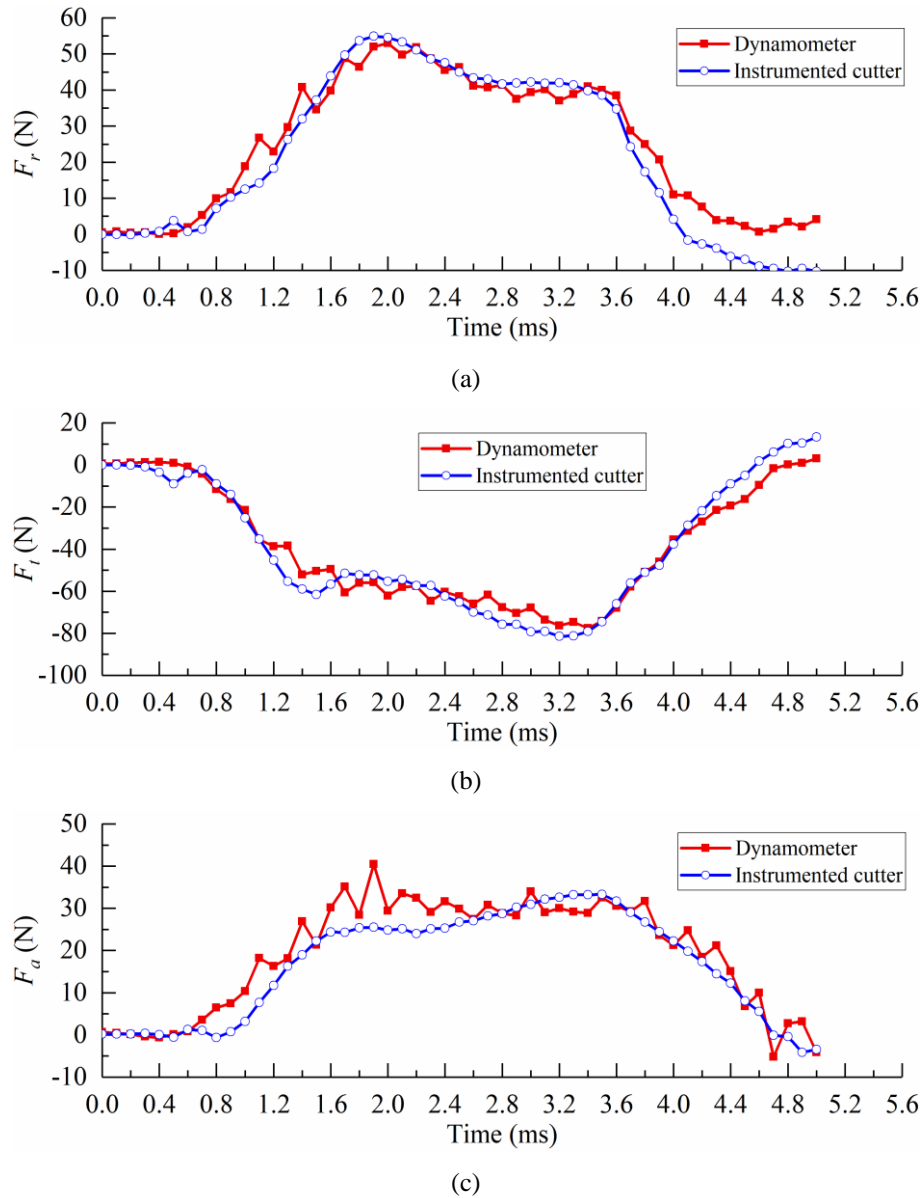 60
50
40
30
20
10
0
-10
F_r (N)
Dynamometer
Instrumented cutter
0.0 0.4 0.8 1.2 1.6 2.0 2.4 2.8 3.2 3.6 4.0 4.4 4.8 5.2 5.6
Time (ms)
(a)
20
0
-20
-40
-60
-80
-100
F_t (N)
Dynamometer
Instrumented cutter
0.0 0.4 0.8 1.2 1.6 2.0 2.4 2.8 3.2 3.6 4.0 4.4 4.8 5.2 5.6
Time (ms)
(b)
50
40
30
20
10
0
-10
F_a (N)
Dynamometer
Instrumented cutter
0.0 0.4 0.8 1.2 1.6 2.0 2.4 2.8 3.2 3.6 4.0 4.4 4.8 5.2 5.6
Time (ms)
(c)